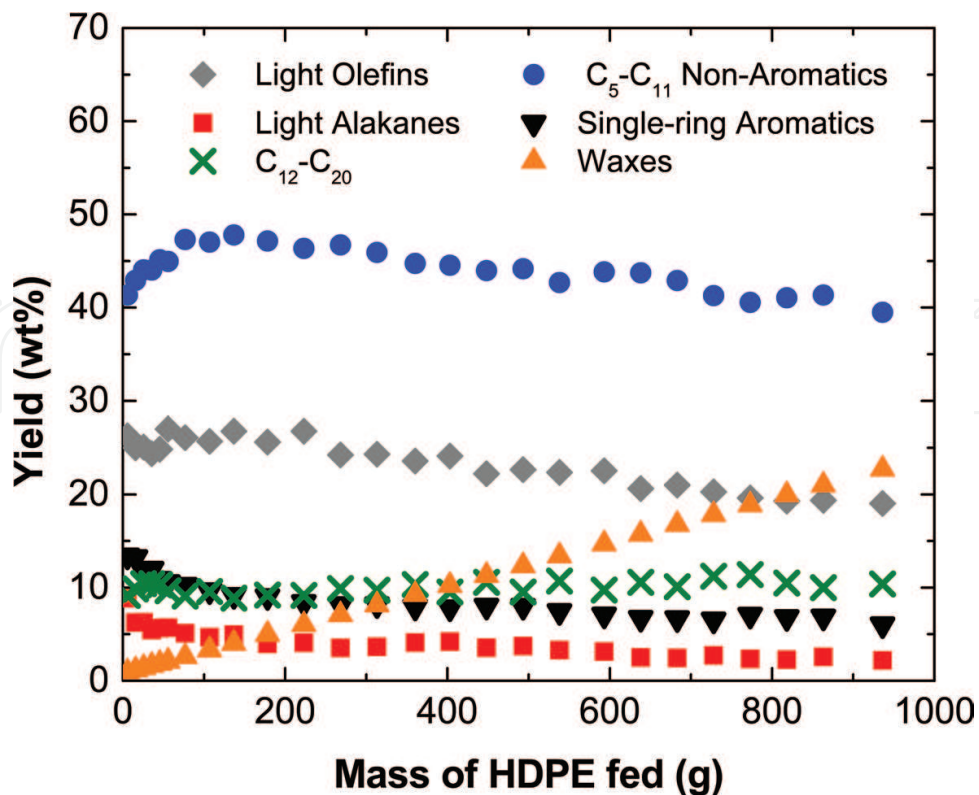 70
60
50
40
30
20
10
0
Yield (wt%)
Light Olefins
C₅-C₁₁ Non-Aromatics
Light Alakanes
Single-ring Aromatics
C₁₂-C₂₀
Waxes
0 200 400 600 800 1000
Mass of HDPE fed (g)